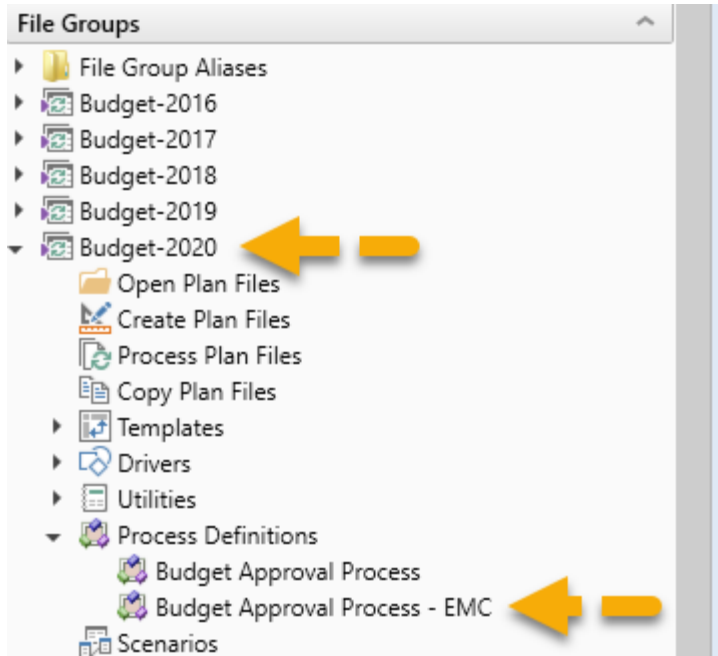 File Groups
File Group Aliases
Budget-2016
Budget-2017
Budget-2018
Budget-2019
Budget-2020
Open Plan Files
Create Plan Files
Process Plan Files
Copy Plan Files
Templates
Drivers
Utilities
Process Definitions
Budget Approval Process
Budget Approval Process - EMC
Scenarios